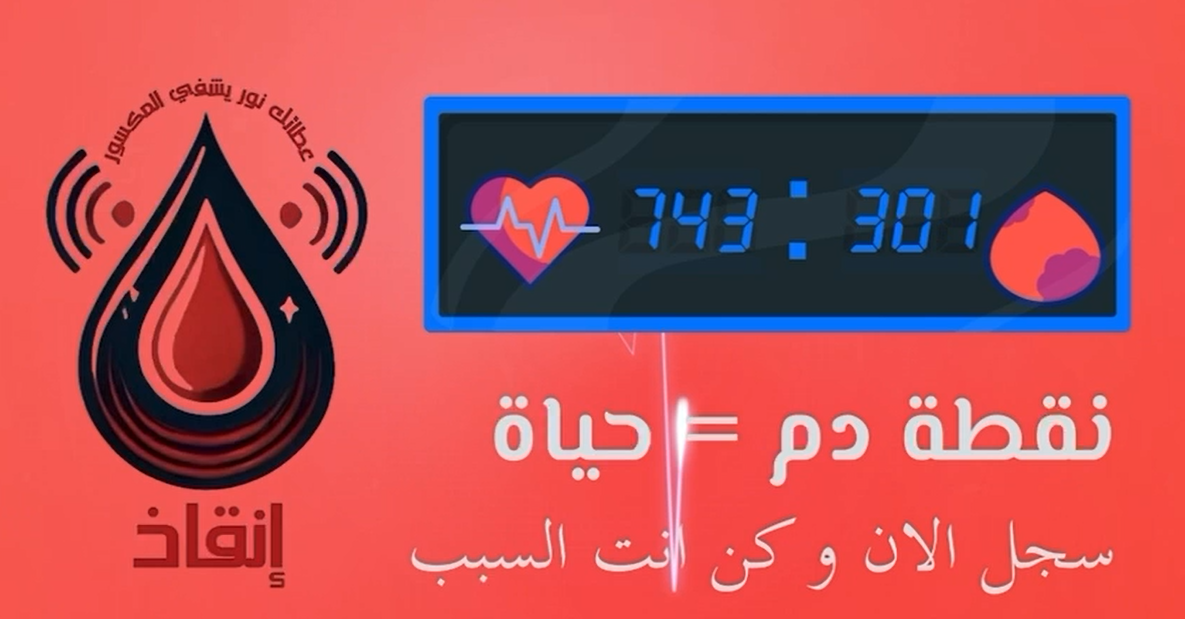 عطائك نور يشفي المكسور
إنقاذ
743 : 301
نقطة دم = حياة
سجل الان و كن انت السبب